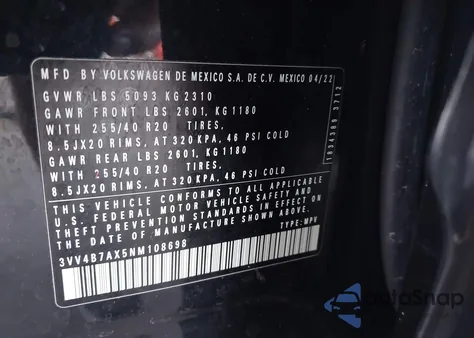 MFD BY VOLKSWAGEN DE MEXICO S.A. DE C.V. MEXICO 04/22
GVWR LBS 5093 KG 2310
GAWR FRONT LBS 2601, KG 1180
WITH 255/40 R20 TIRES,
8.5JX20 RIMS, AT 320 KPA, 46 PSI COLD
GAWR REAR LBS 2601, KG 1180
WITH 255/40 R20 TIRES,
8.5JX20 RIMS, AT 320 KPA, 46 PSI COLD
THIS VEHICLE CONFORMS TO ALL APPLICABLE
U.S. FEDERAL MOTOR VEHICLE SAFETY AND
THEFT PREVENTION STANDARDS IN EFFECT ON
THE DATE OF MANUFACTURE SHOWN ABOVE.
3VV4B7AX5NM108698 TYPE: MPV
1834389 3712
AutoSnap